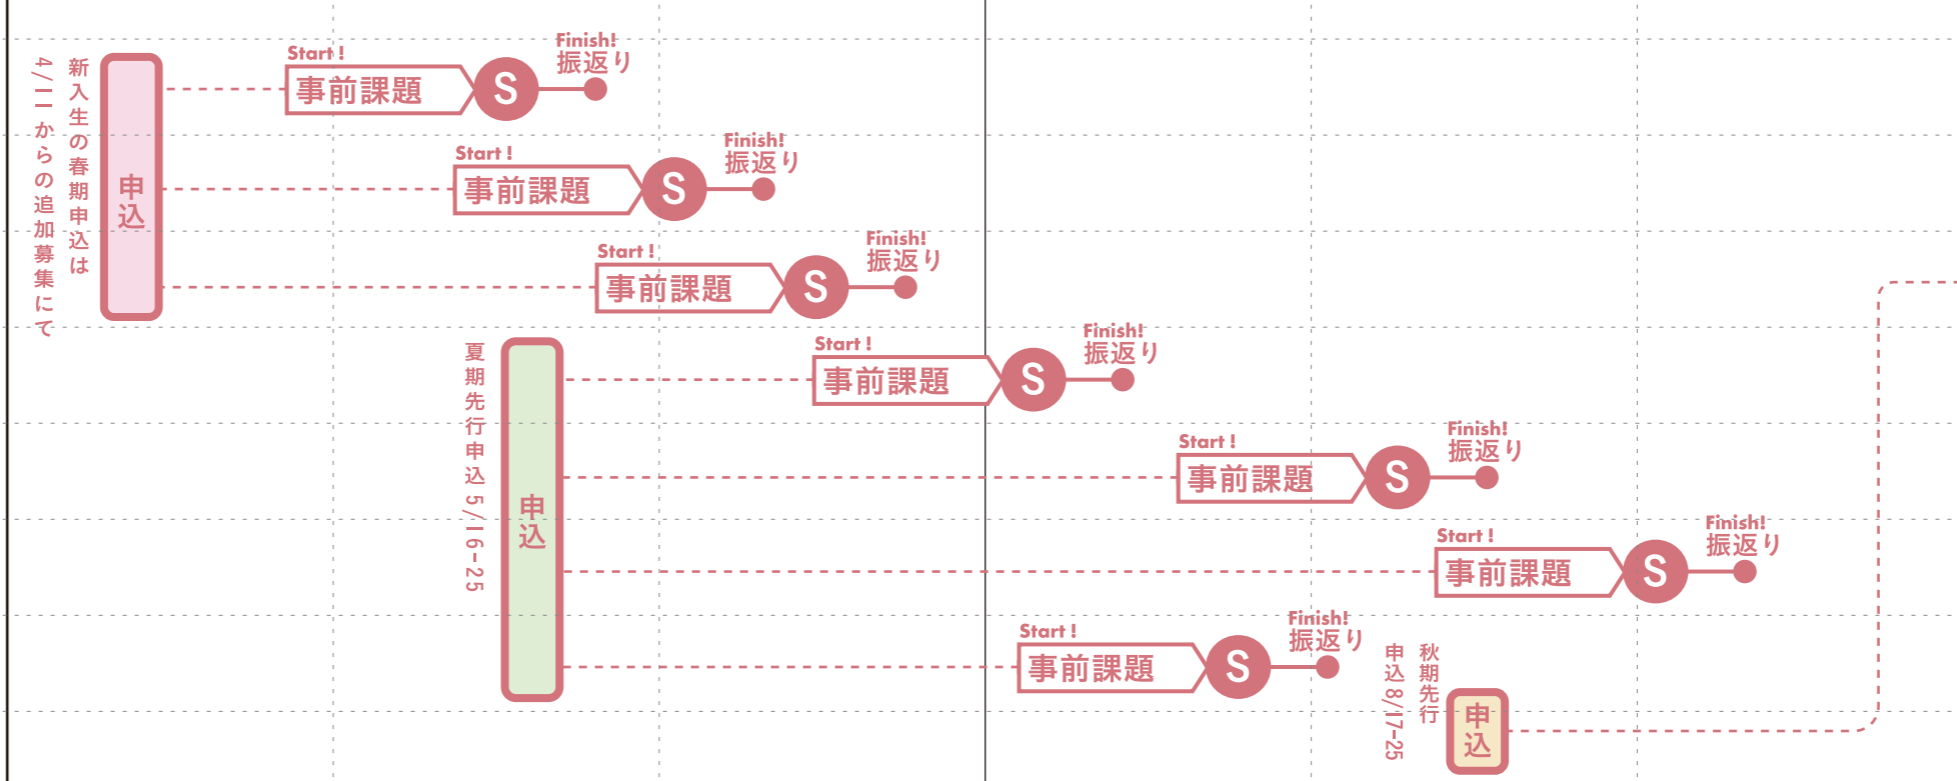 新入生の春期申込は
4/11からの追加募集にて
申込
Start!
事前課題
S
Finish!
振返り
Start!
事前課題
S
Finish!
振返り
Start!
事前課題
S
Finish!
振返り
夏期先行申込 5/16-25
申込
Start!
事前課題
S
Finish!
振返り
Start!
事前課題
S
Finish!
振返り
Start!
事前課題
S
Finish!
振返り
Start!
事前課題
S
Finish!
振返り
秋期先行
申込 8/17-25
申込